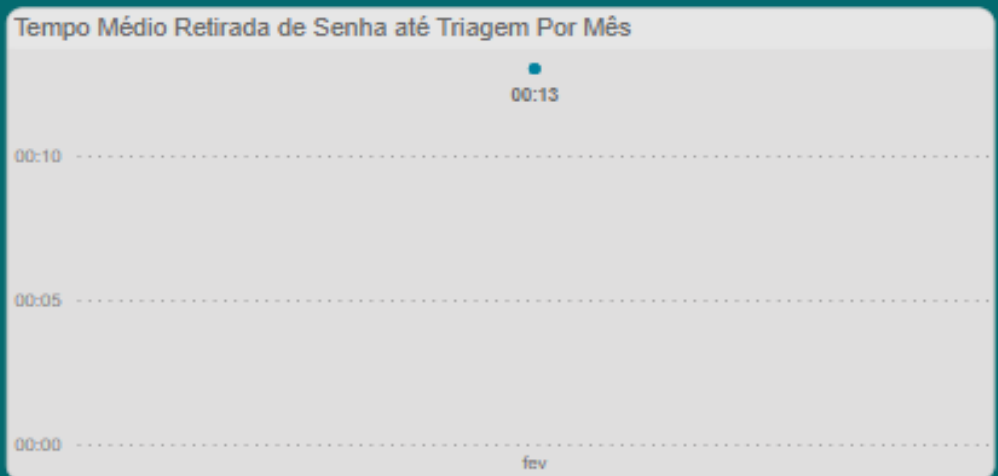 Tempo Médio Retirada de Senha até Triagem Por Mês
00:13
00:10
00:05
00:00
fev